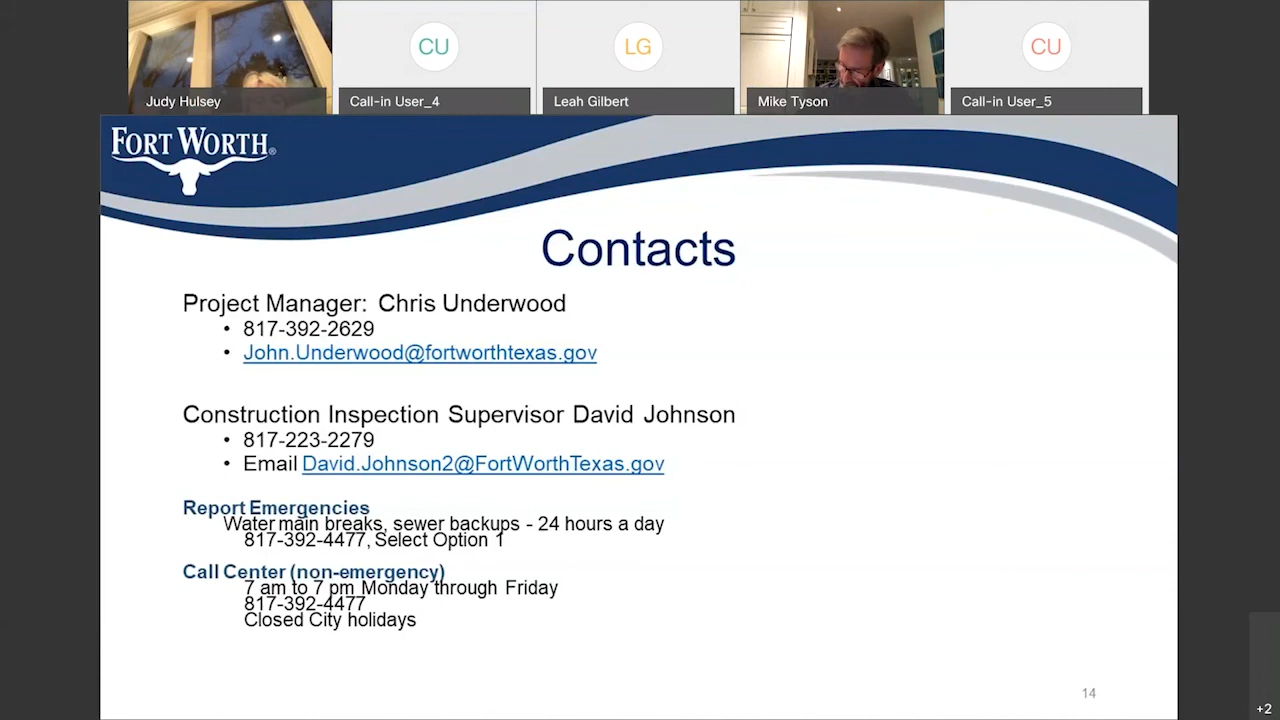 CU
LG
CU
Judy Hulsey
Call-in User_4
Leah Gilbert
Mike Tyson
Call-in User_5
FORT WORTH®
Contacts
Project Manager: Chris Underwood
• 817-392-2629
• John.Underwood@fortworthtexas.gov
Construction Inspection Supervisor David Johnson
• 817-223-2279
• Email David.Johnson2@FortWorthTexas.gov
Report Emergencies
Water main breaks, sewer backups - 24 hours a day
817-392-4477, Select Option 1
Call Center (non-emergency)
7 am to 7 pm Monday through Friday
817-392-4477
Closed City holidays
14
+2